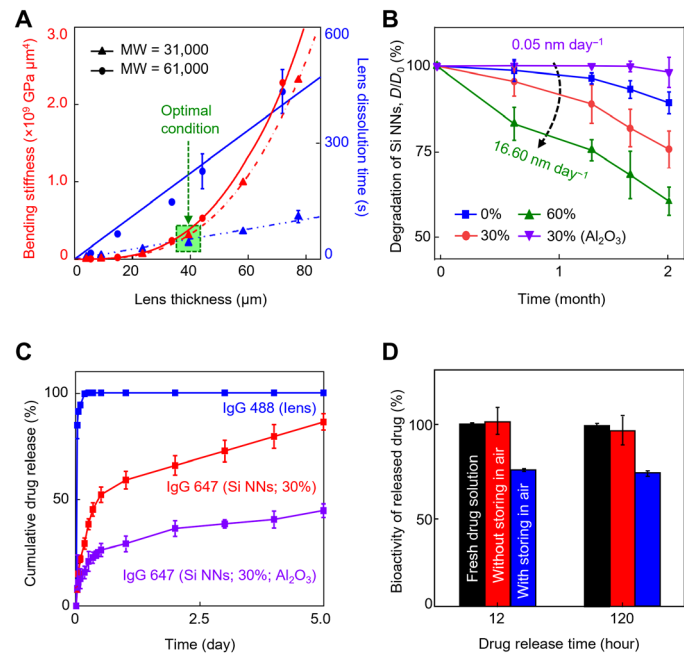 A
Bending stiffness (×10⁹ GPa µm⁴)
3.0
2.0
1.0
0
MW = 31,000
MW = 61,000
Optimal
condition
600
300
0
Lens dissolution time (s)
0
20
40
60
80
Lens thickness (µm)
B
Degradation of Si NNs, D/D₀ (%)
100
75
50
0.05 nm day⁻¹
16.60 nm day⁻¹
0%
60%
30%
30% (Al₂O₃)
0
1
2
Time (month)
C
Cumulative drug release (%)
100
50
0
IgG 488 (lens)
IgG 647 (Si NNs; 30%)
IgG 647 (Si NNs; 30%; Al₂O₃)
0
2.5
5.0
Time (day)
D
Bioactivity of released drug (%)
100
50
0
Fresh drug solution
Without storing in air
With storing in air
12
120
Drug release time (hour)